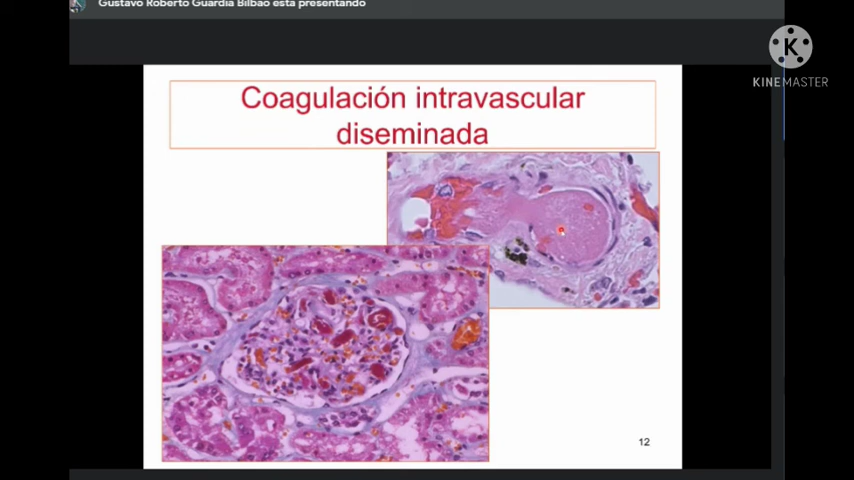 Gustavo Roberto Guardia Bilbao está presentando
K
KINEMASTER
Coagulación intravascular
diseminada
12